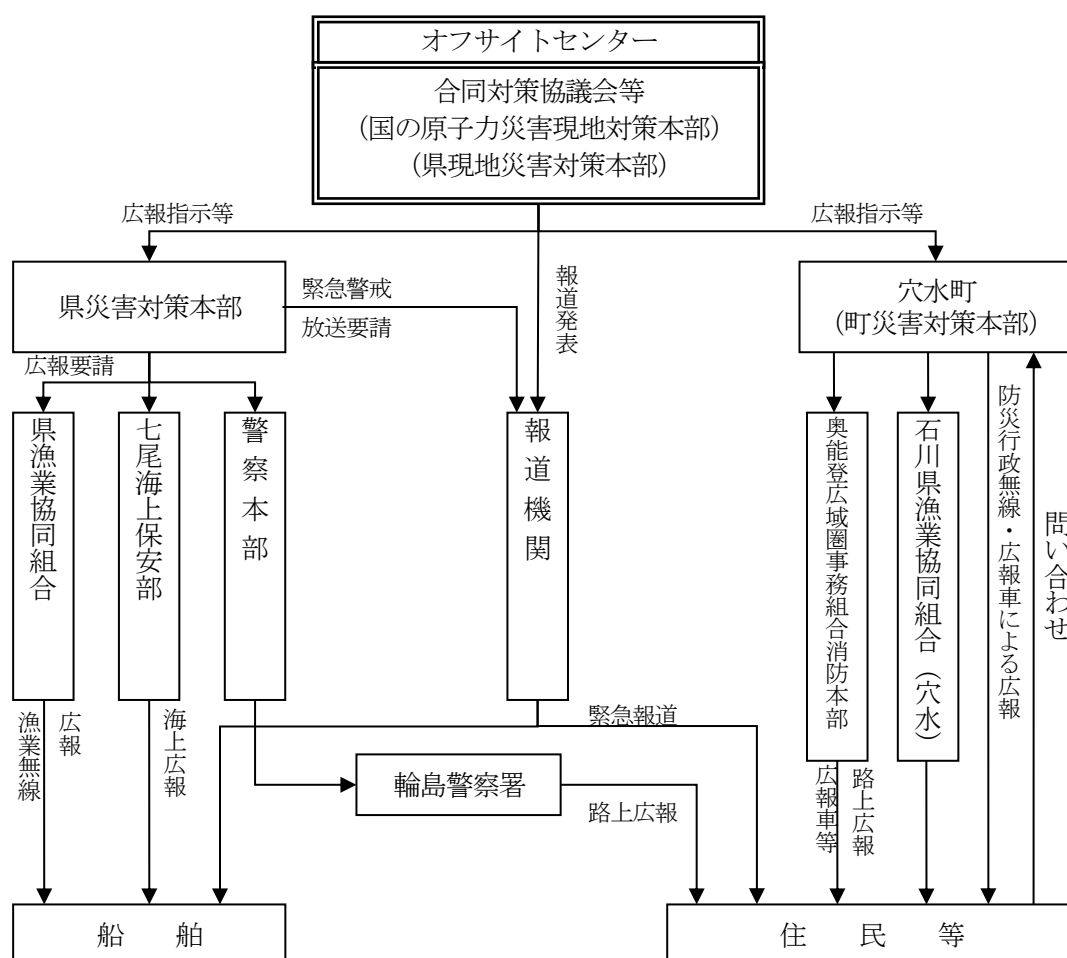 オフサイトセンター
合同対策協議会等
（国の原子力災害現地対策本部）
（県現地災害対策本部）
広報指示等
広報指示等
県災害対策本部
緊急警戒
放送要請
報道発表
穴水町
（町災害対策本部）
広報要請
県漁業協同組合
七尾海上保安部
警察本部
報道機関
奥能登広域圏事務組合消防本部
石川県漁業協同組合（穴水）
防災行政無線・広報車による広報
問い合わせ
漁業無線
広報
海上広報
緊急報道
輪島警察署
路上広報
広報車等
路上広報
船　舶
住　民　等